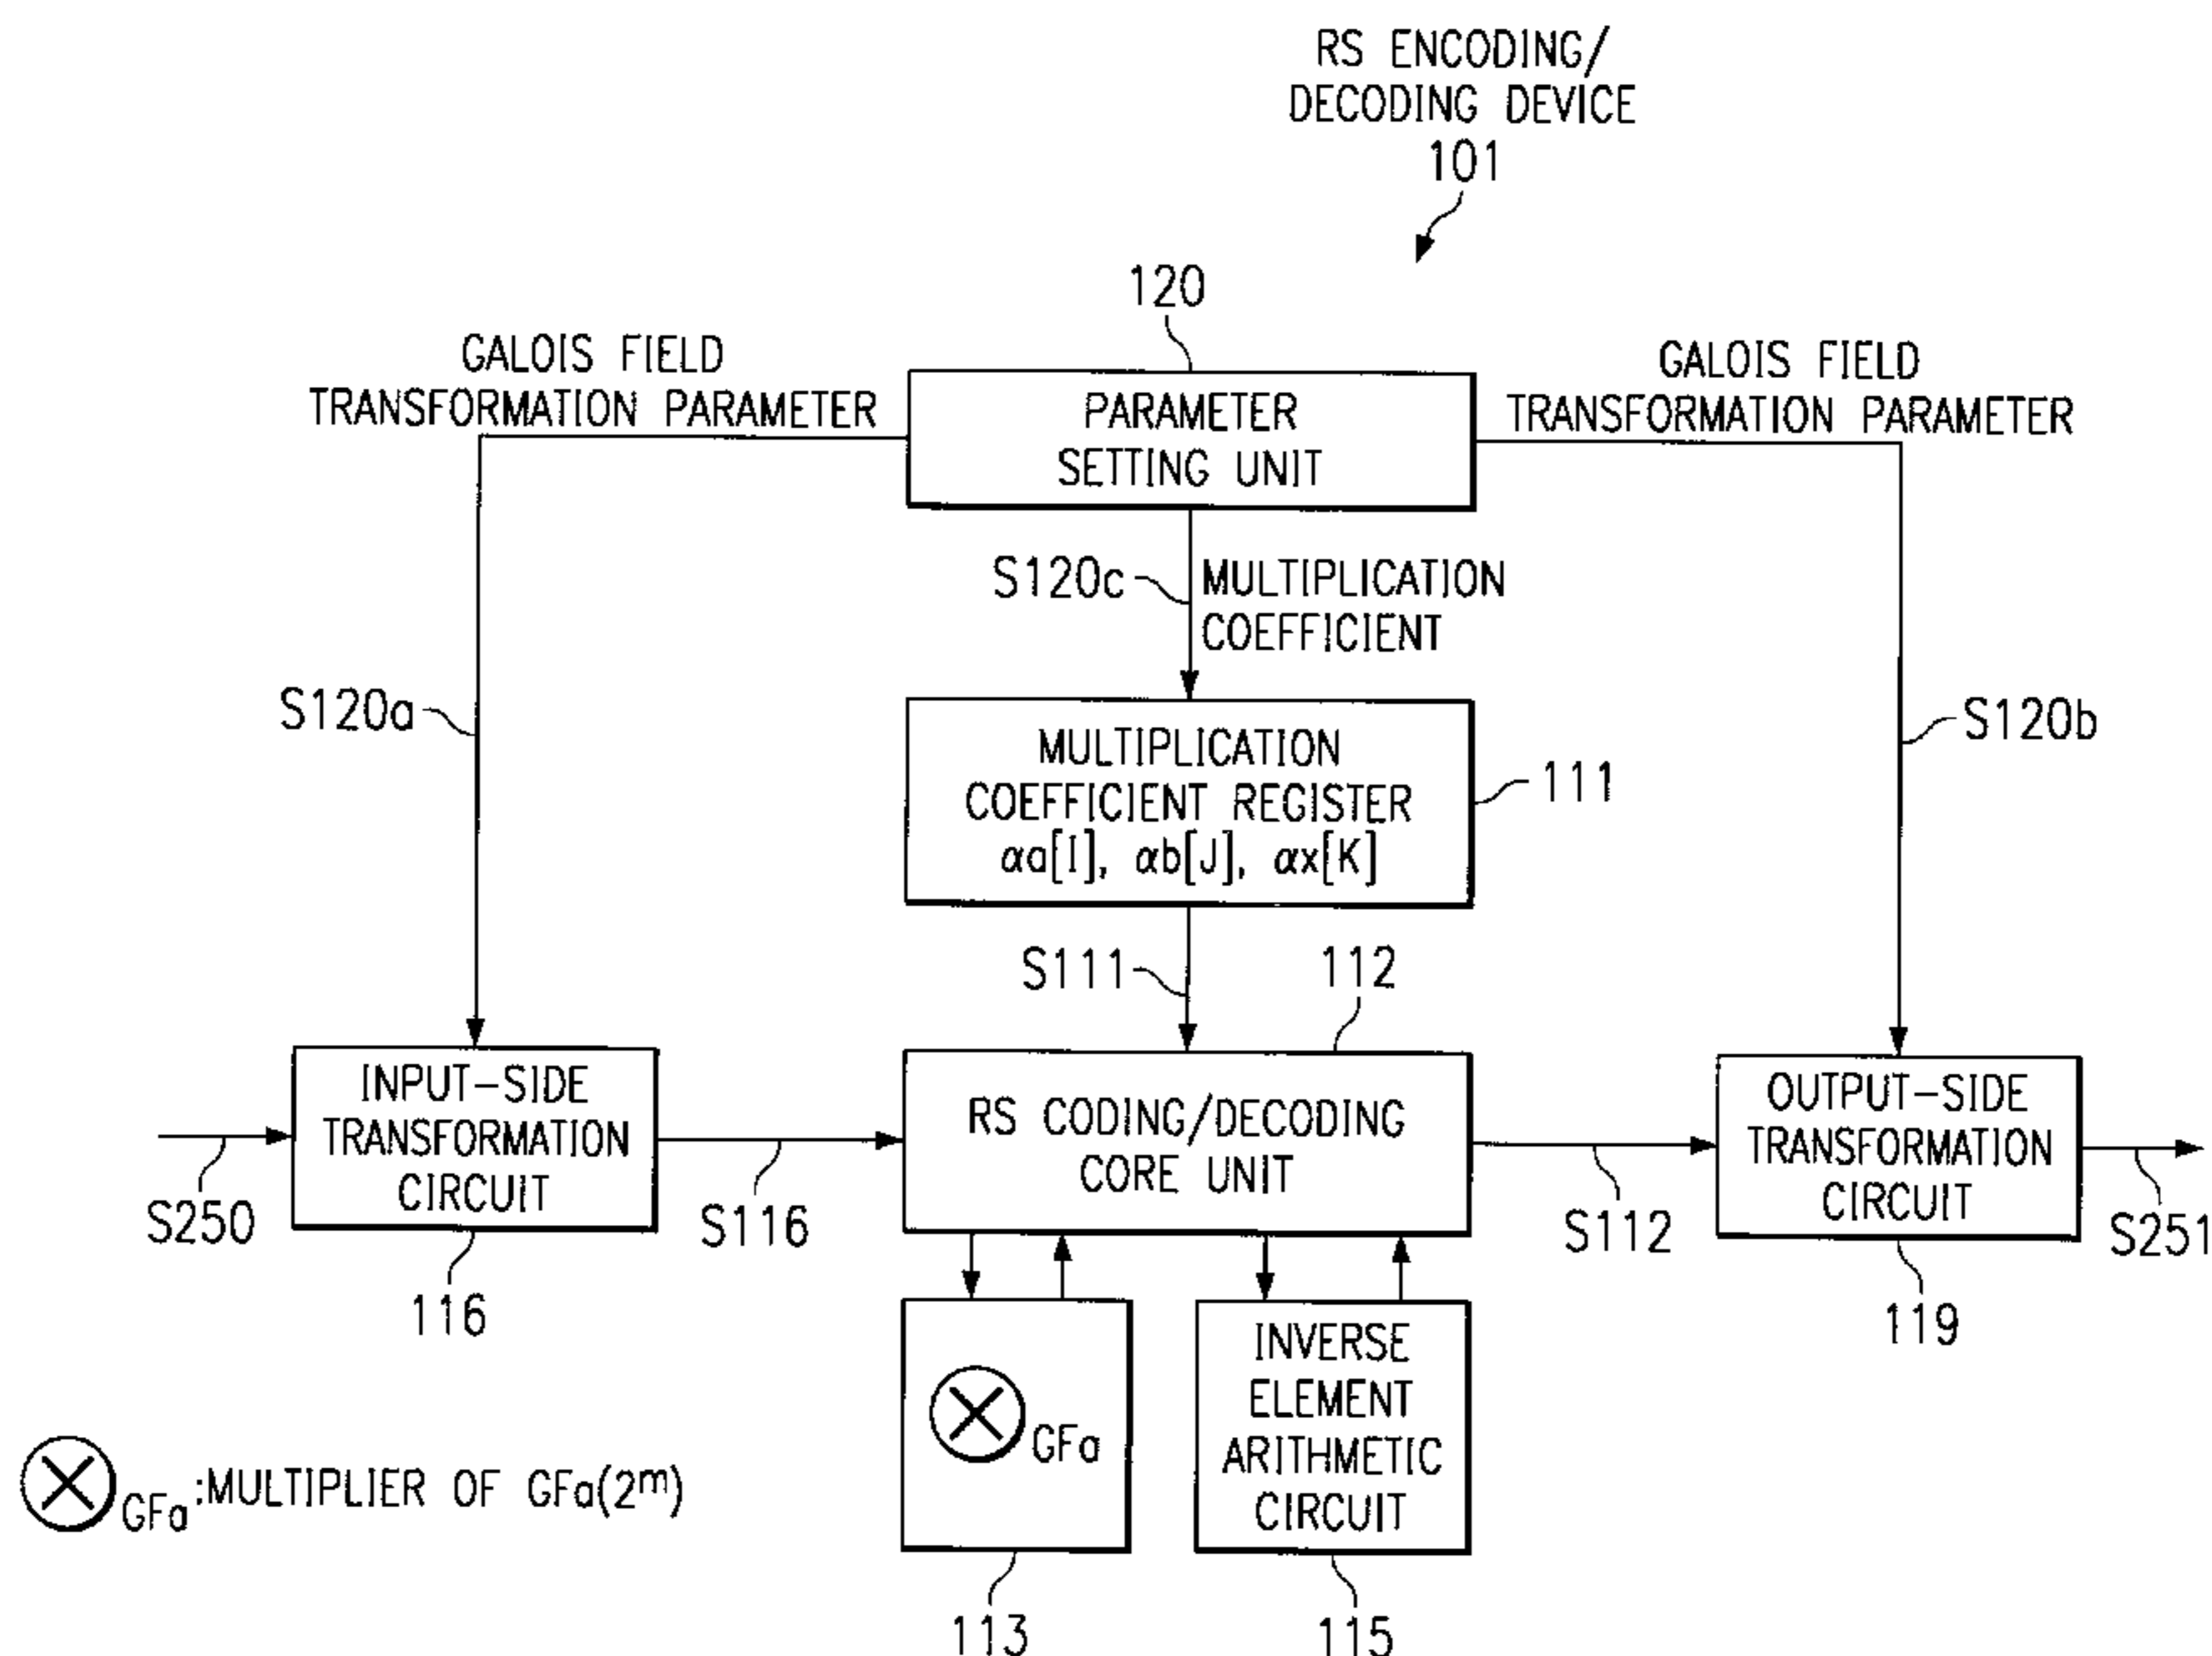 RS ENCODING/
DECODING DEVICE
101
120
GALOIS FIELD
TRANSFORMATION PARAMETER
PARAMETER
SETTING UNIT
GALOIS FIELD
TRANSFORMATION PARAMETER
S120c
MULTIPLICATION
COEFFICIENT
S120a
S120b
MULTIPLICATION
COEFFICIENT REGISTER
αa[I], αb[J], αx[K]
111
S111
112
INPUT-SIDE
TRANSFORMATION
CIRCUIT
RS CODING/DECODING
CORE UNIT
OUTPUT-SIDE
TRANSFORMATION
CIRCUIT
S250
S116
S112
S251
116
119
GFa
INVERSE
ELEMENT
ARITHMETIC
CIRCUIT
GFa:MULTIPLIER OF GFa(2^m)
113
115